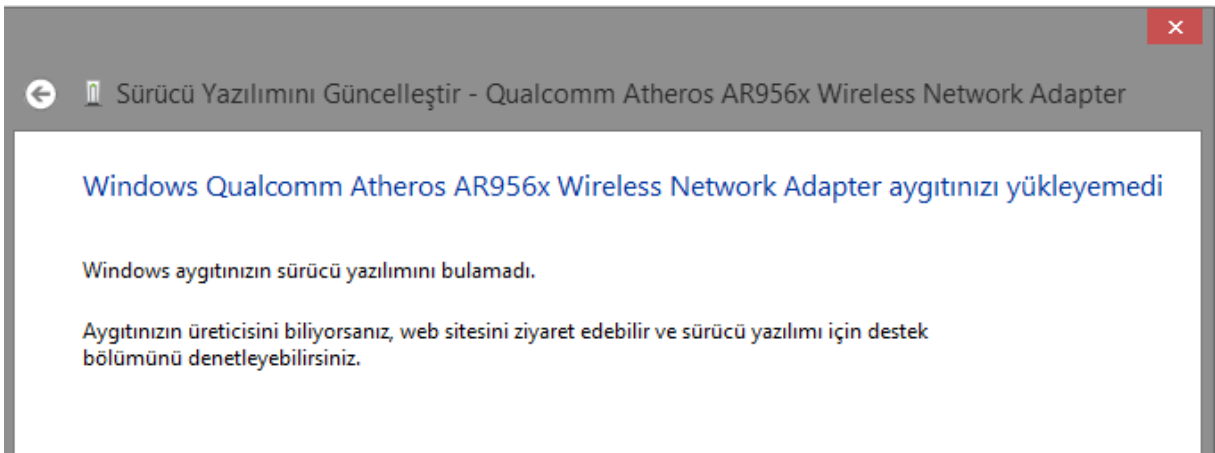 Sürücü Yazılımını Güncelleştir - Qualcomm Atheros AR956x Wireless Network Adapter
Windows Qualcomm Atheros AR956x Wireless Network Adapter aygıtınızı yükleyemedi
Windows aygıtınızın sürücü yazılımını bulamadı.
Aygıtınızın üreticisini biliyorsanız, web sitesini ziyaret edebilir ve sürücü yazılımı için destek
bölümünü denetleyebilirsiniz.